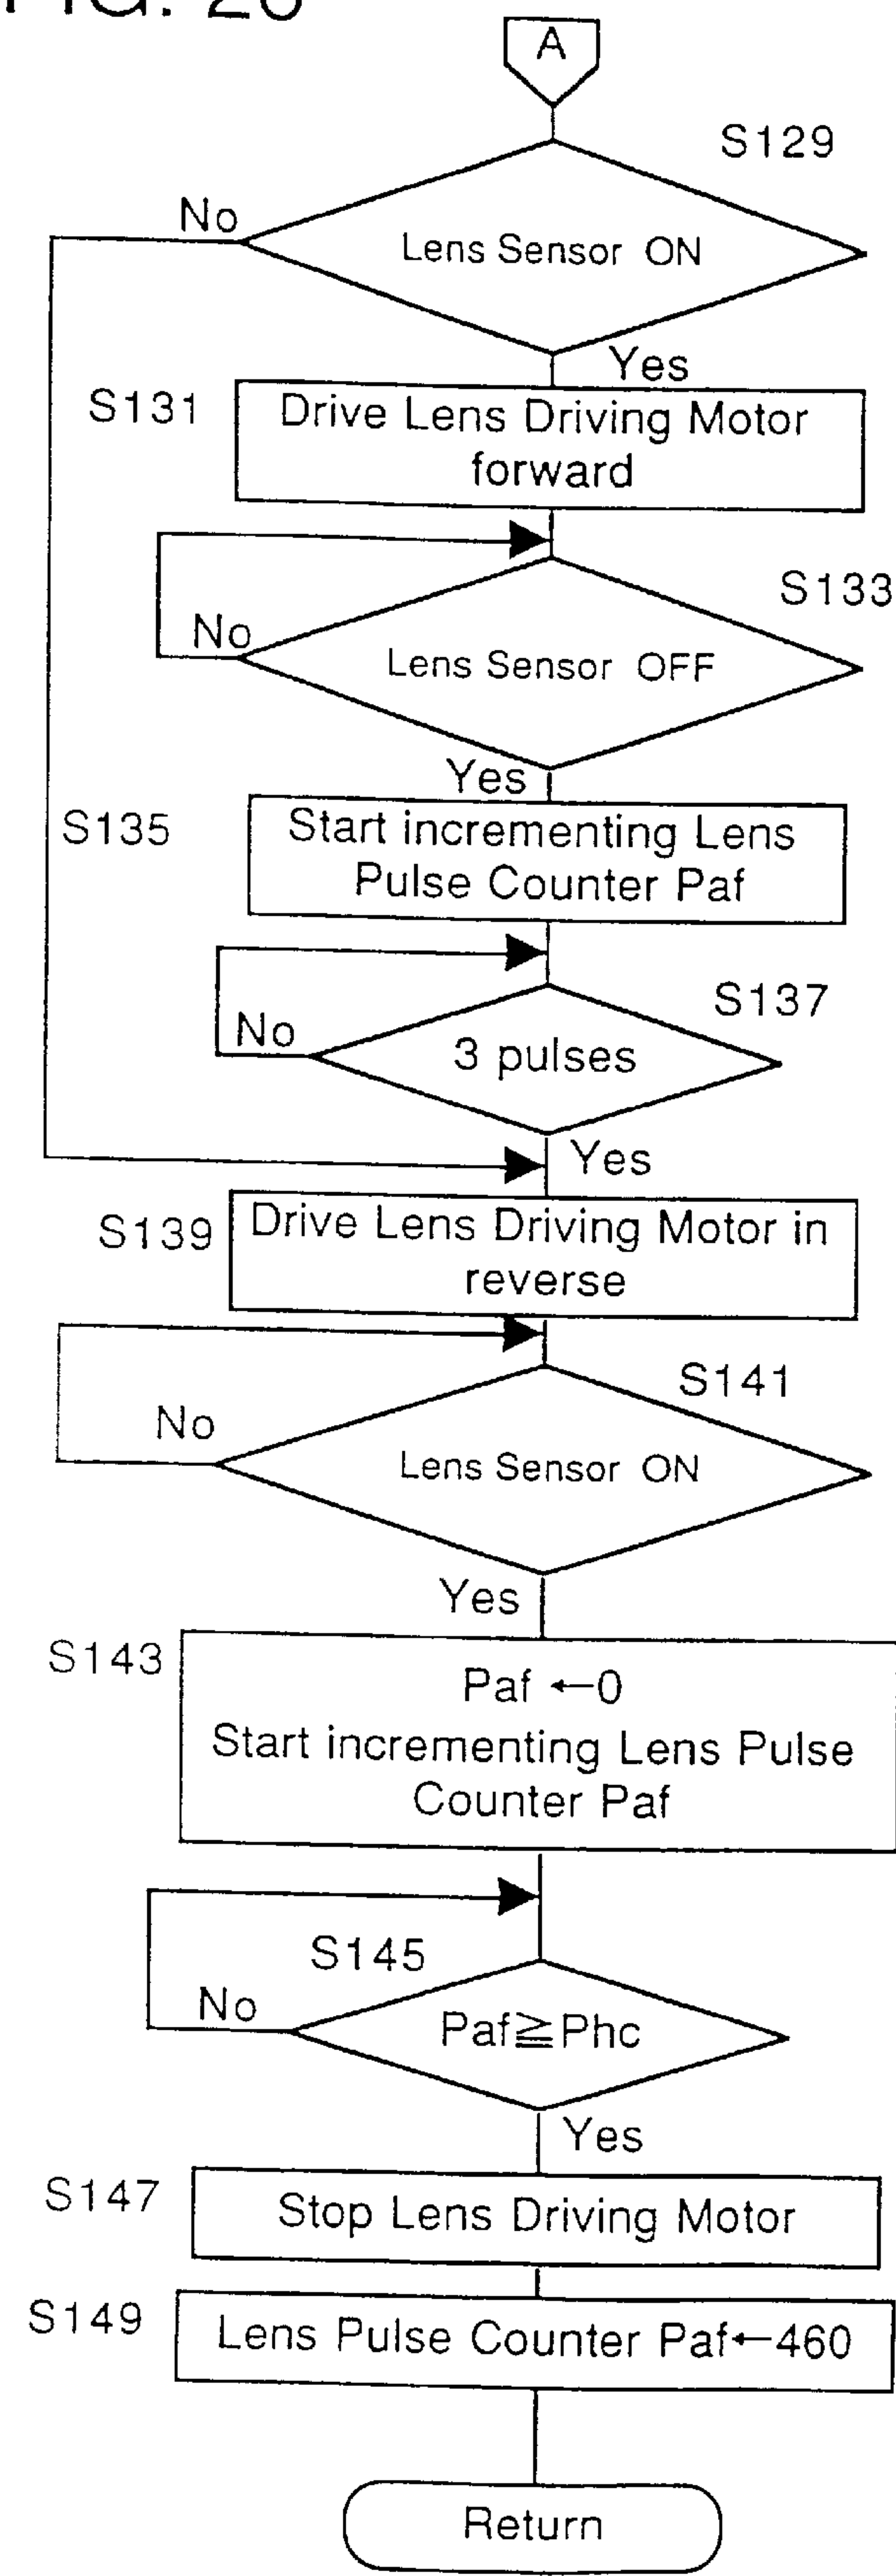 A
S129
No
Lens Sensor ON
Yes
S131
Drive Lens Driving Motor
forward
S133
No
Lens Sensor OFF
Yes
S135
Start incrementing Lens
Pulse Counter Paf
S137
No
3 pulses
Yes
S139
Drive Lens Driving Motor in
reverse
S141
No
Lens Sensor ON
Yes
S143
Paf ←0
Start incrementing Lens Pulse
Counter Paf
S145
No
Paf≧Phc
Yes
S147
Stop Lens Driving Motor
S149
Lens Pulse Counter Paf←460
Return